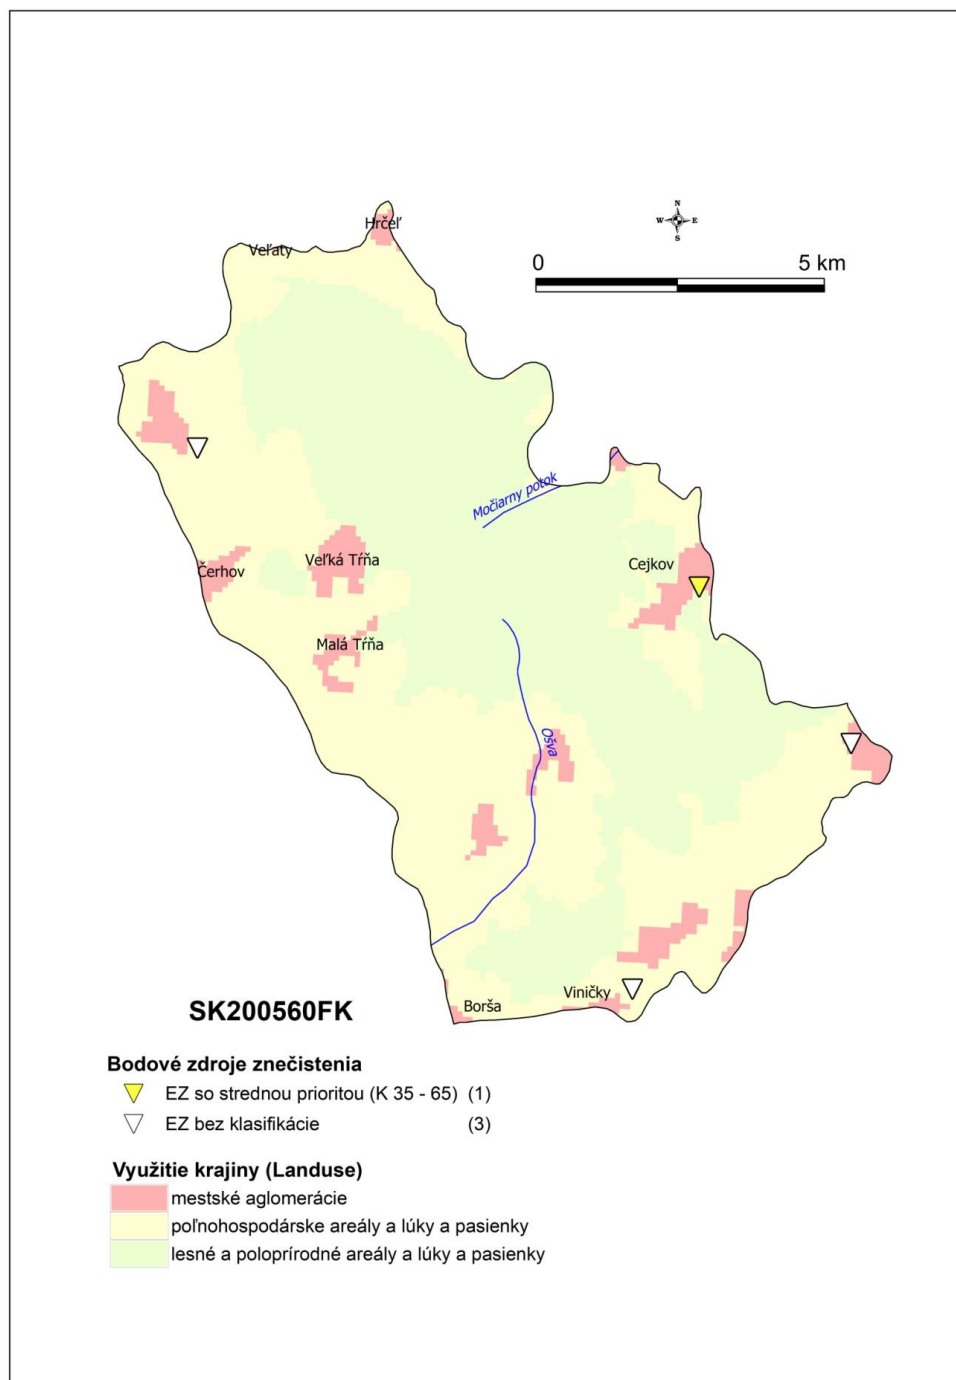 Hrčeľ
Veľaty
N
W E
S
0 5 km
Močiarny potok
Čerhov
Veľká Tŕňa
Cejkov
Malá Tŕňa
Ošva
Viničky
Borša
SK200560FK
Bodové zdroje znečistenia
EZ so strednou prioritou (K 35 - 65) (1)
EZ bez klasifikácie (3)
Využitie krajiny (Landuse)
mestské aglomerácie
poľnohospodárske areály a lúky a pasienky
lesné a poloprírodné areály a lúky a pasienky